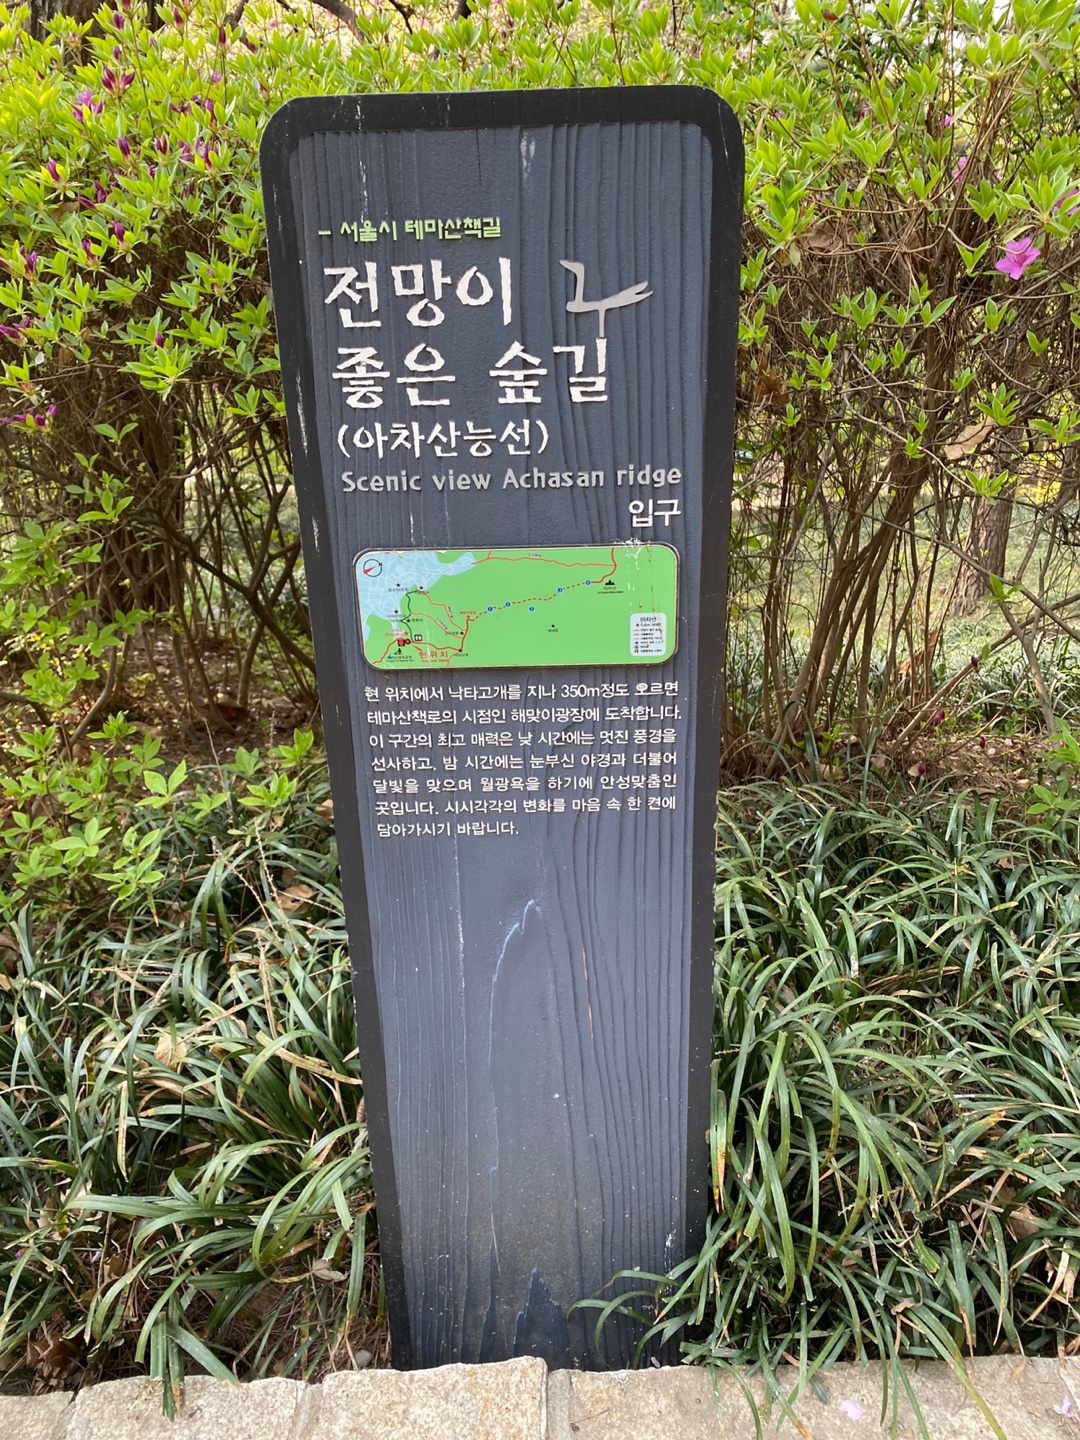 - 서울시 테마산책길
전망이
좋은 숲길
(아차산능선)
Scenic view Achasan ridge
입구
현위치
현 위치에서 낙타고개를 지나 350m정도 오르면
테마산책로의 시점인 해맞이광장에 도착합니다.
이 구간의 최고 매력은 낮 시간에는 멋진 풍경을
선사하고, 밤 시간에는 눈부신 야경과 더불어
달빛을 맞으며 월광욕을 하기에 안성맞춤인
곳입니다. 시시각각의 변화를 마음 속 한 켠에
담아가시기 바랍니다.